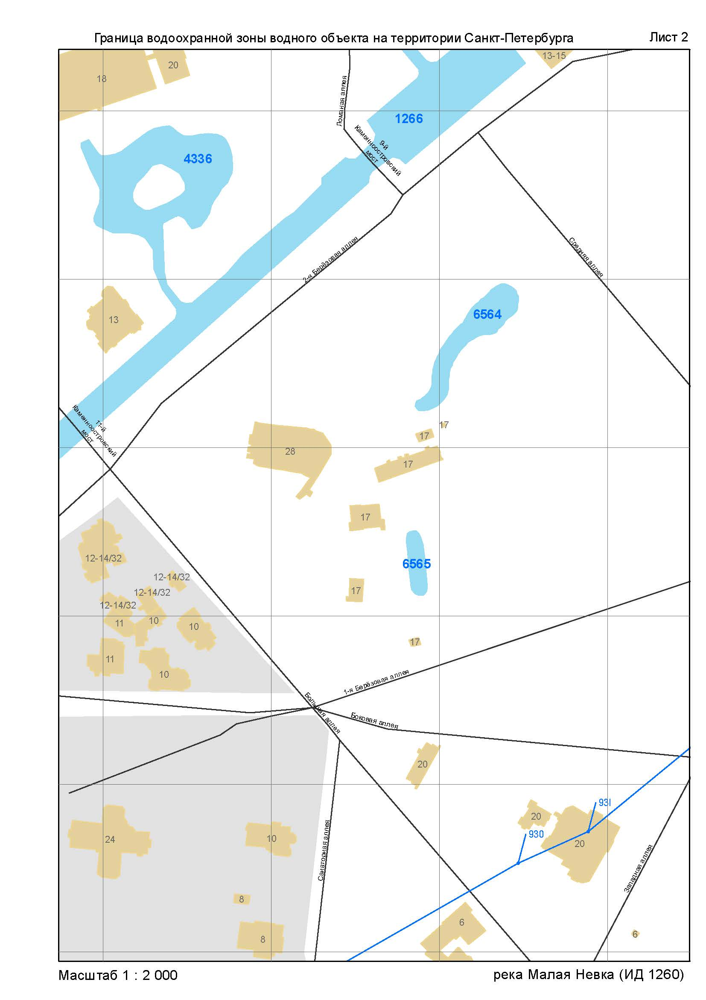 Граница водоохранной зоны водного объекта на территории Санкт-Петербурга
Лист 2
13-15
20
18
Ломаная аллея
1266
9-й
Каменноостровский
мост
4336
2-я Берёзовая аллея
Средняя аллея
6564
13
11-й
Каменноостровский
мост
17
17
28
17
17
12-14/32
6565
12-14/32
12-14/32
17
12-14/32
10
11
10
17
11
10
1-я Берёзовая аллея
Большая аллея
Боковая аллея
20
931
20
930
24
10
20
Санаторная аллея
Западная аллея
8
6
6
8
Масштаб 1 : 2 000
река Малая Невка (ИД 1260)